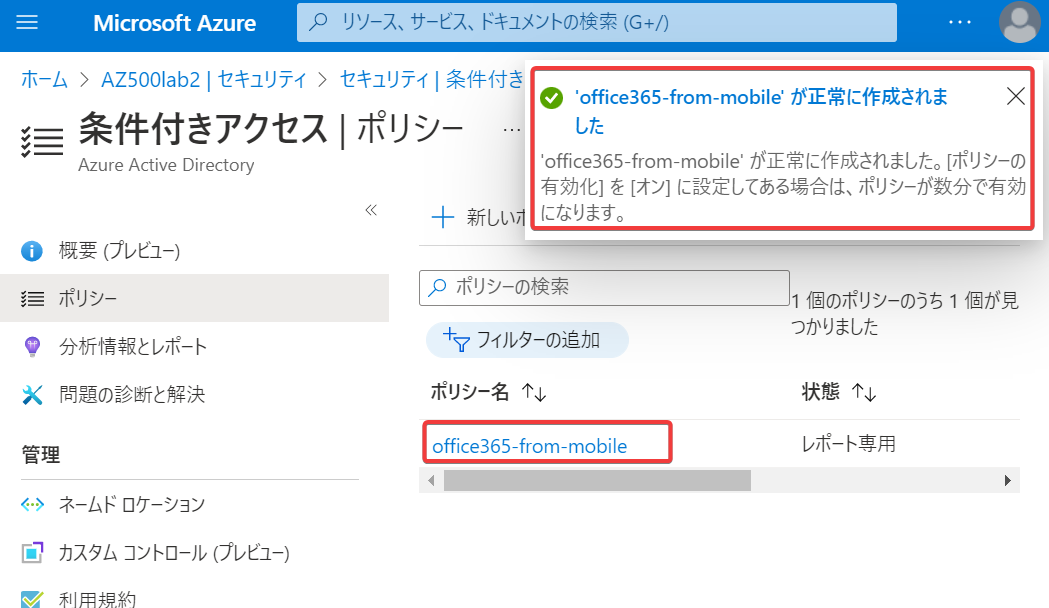 Microsoft Azure
リソース、サービス、ドキュメントの検索 (G+/)
ホーム > AZ500lab2 | セキュリティ > セキュリティ | 条件付き
条件付きアクセス | ポリシー
Azure Active Directory
'office365-from-mobile' が正常に作成されま
した
'office365-from-mobile' が正常に作成されました。[ポリシーの
有効化] を [オン] に設定してある場合は、ポリシーが数分で有効
になります。
概要 (プレビュー)
ポリシー
分析情報とレポート
問題の診断と解決
管理
ネームド ロケーション
カスタム コントロール (プレビュー)
利用規約
新しいポ
ポリシーの検索
1 個のポリシーのうち 1 個が見
つかりました
フィルターの追加
ポリシー名 状態
office365-from-mobile レポート専用